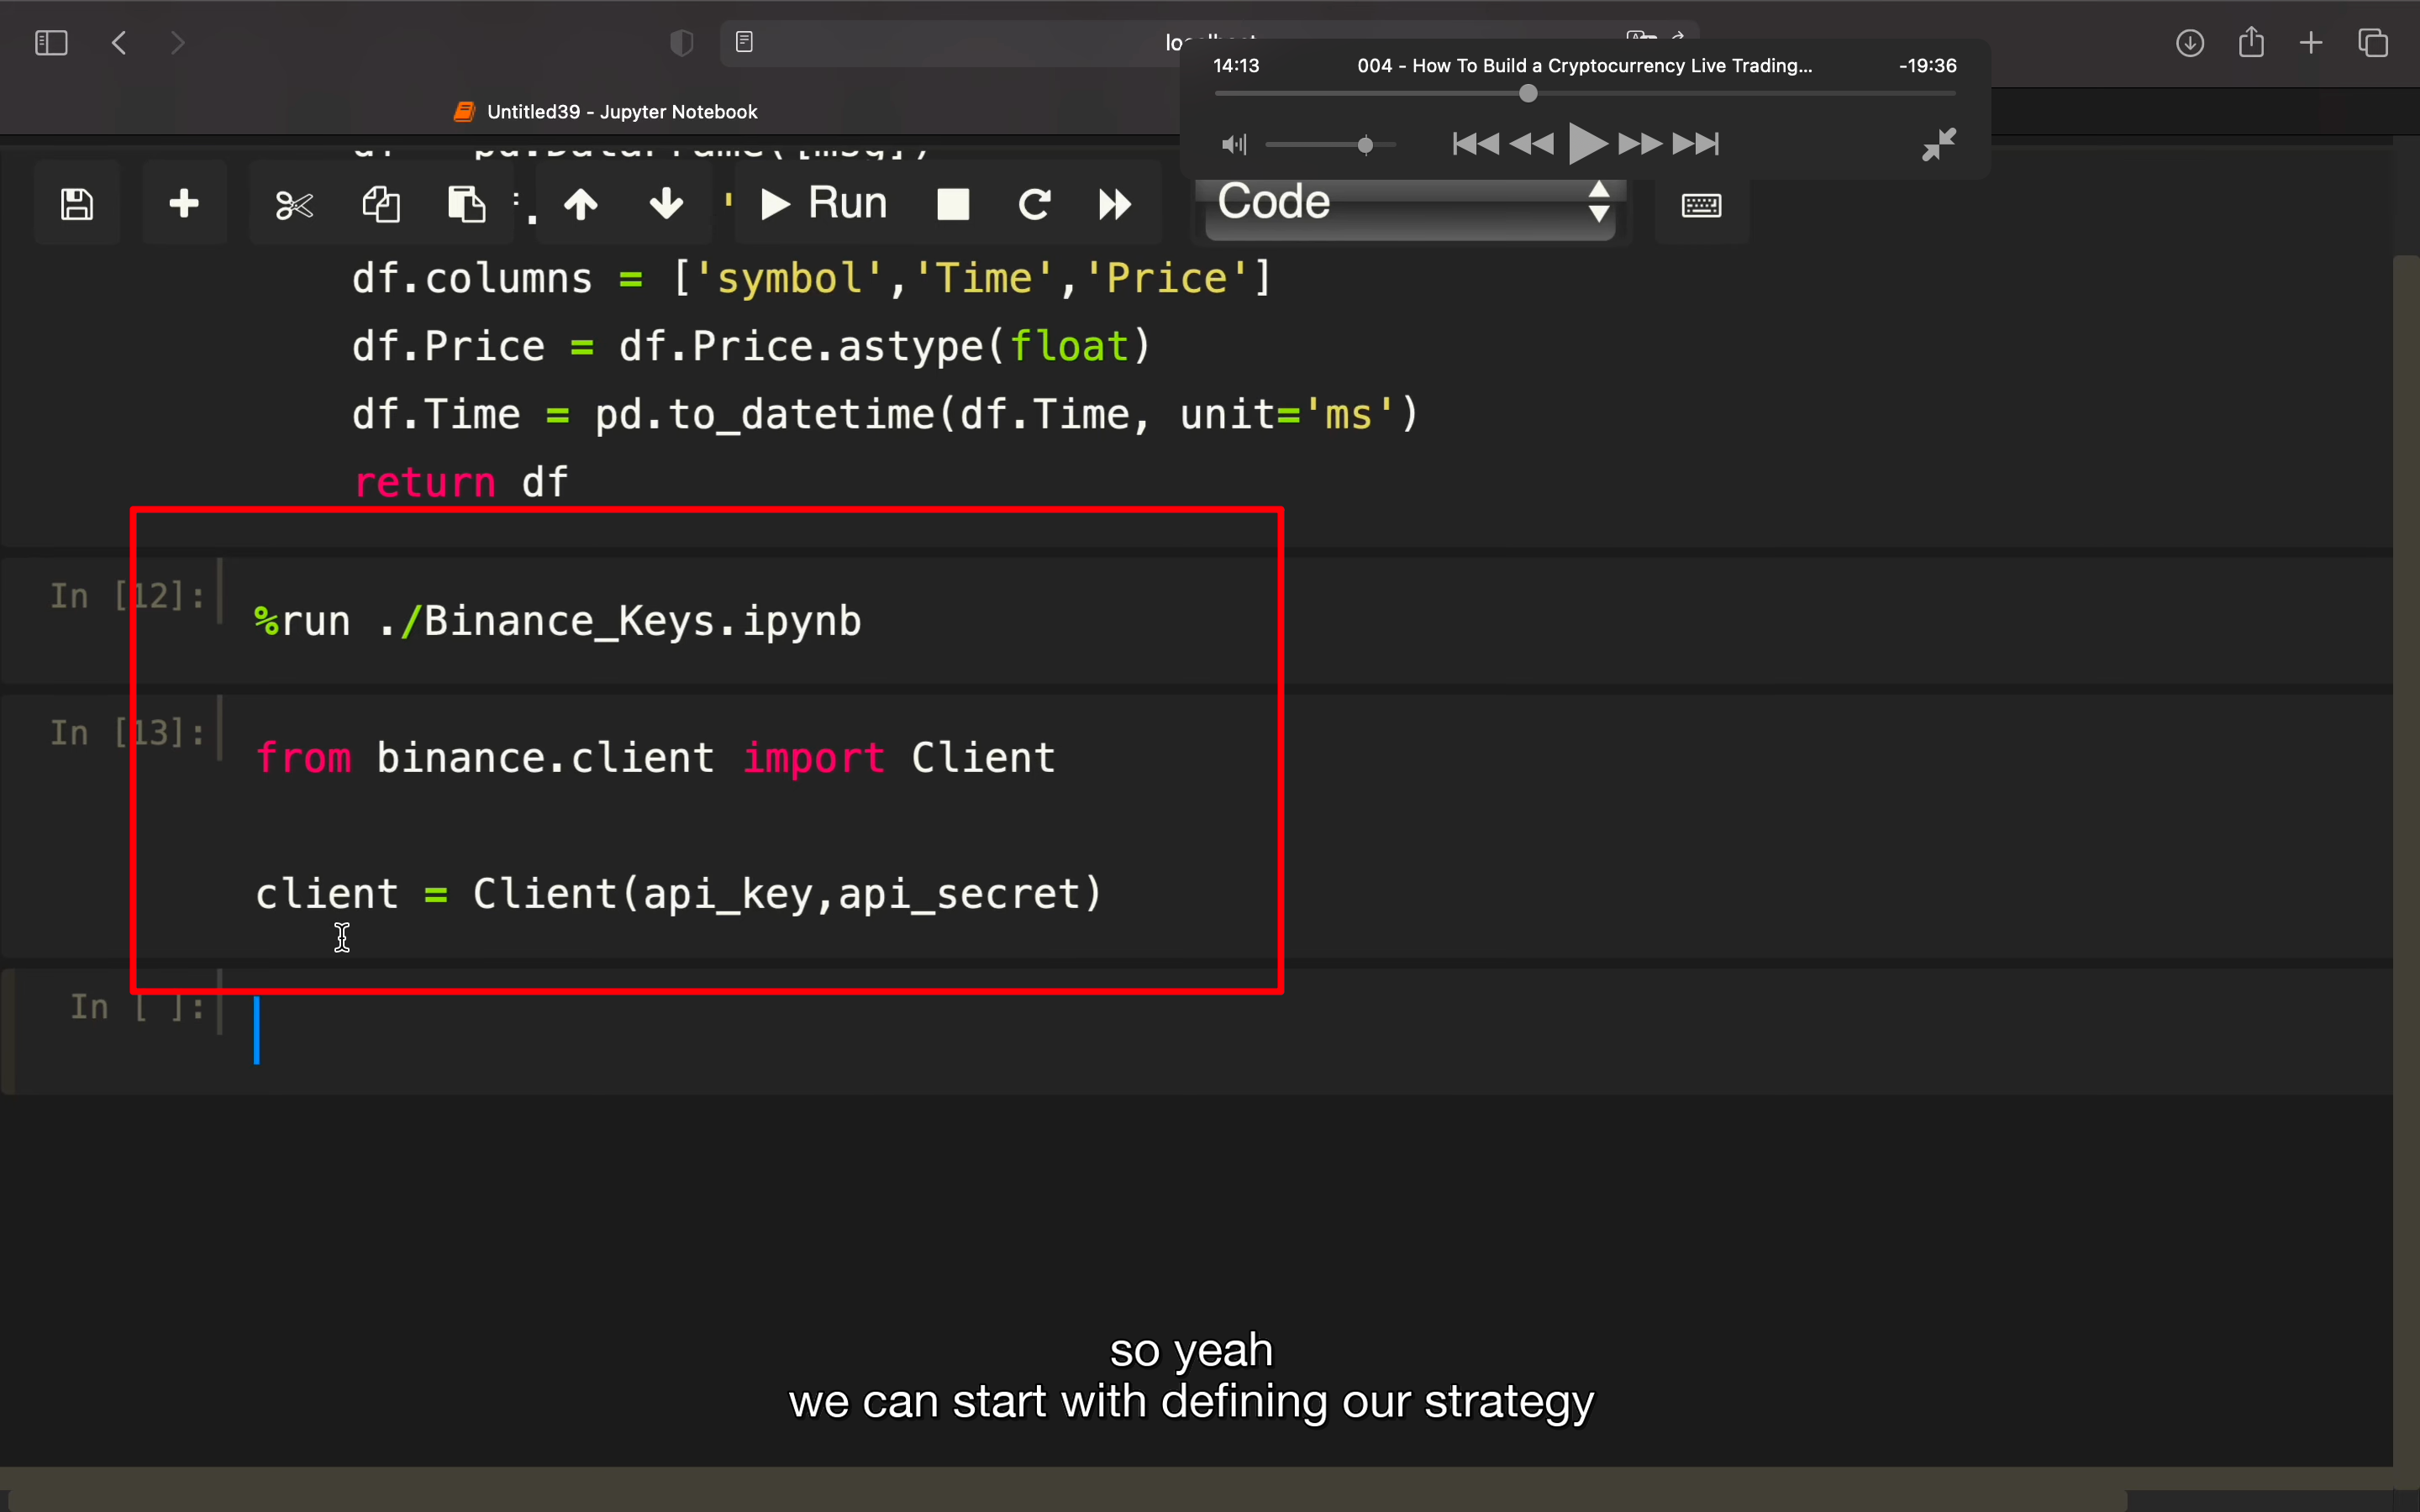 14:13 004 - How To Build a Cryptocurrency Live Trading... -19:36
Untitled39 - Jupyter Notebook
Run
Code
df.columns = ['symbol','Time','Price']
df.Price = df.Price.astype(float)
df.Time = pd.to_datetime(df.Time, unit='ms')
return df
In [12]:
%run ./Binance_Keys.ipynb
In [13]:
from binance.client import Client
client = Client(api_key,api_secret)
In [ ]:
so yeah
we can start with defining our strategy